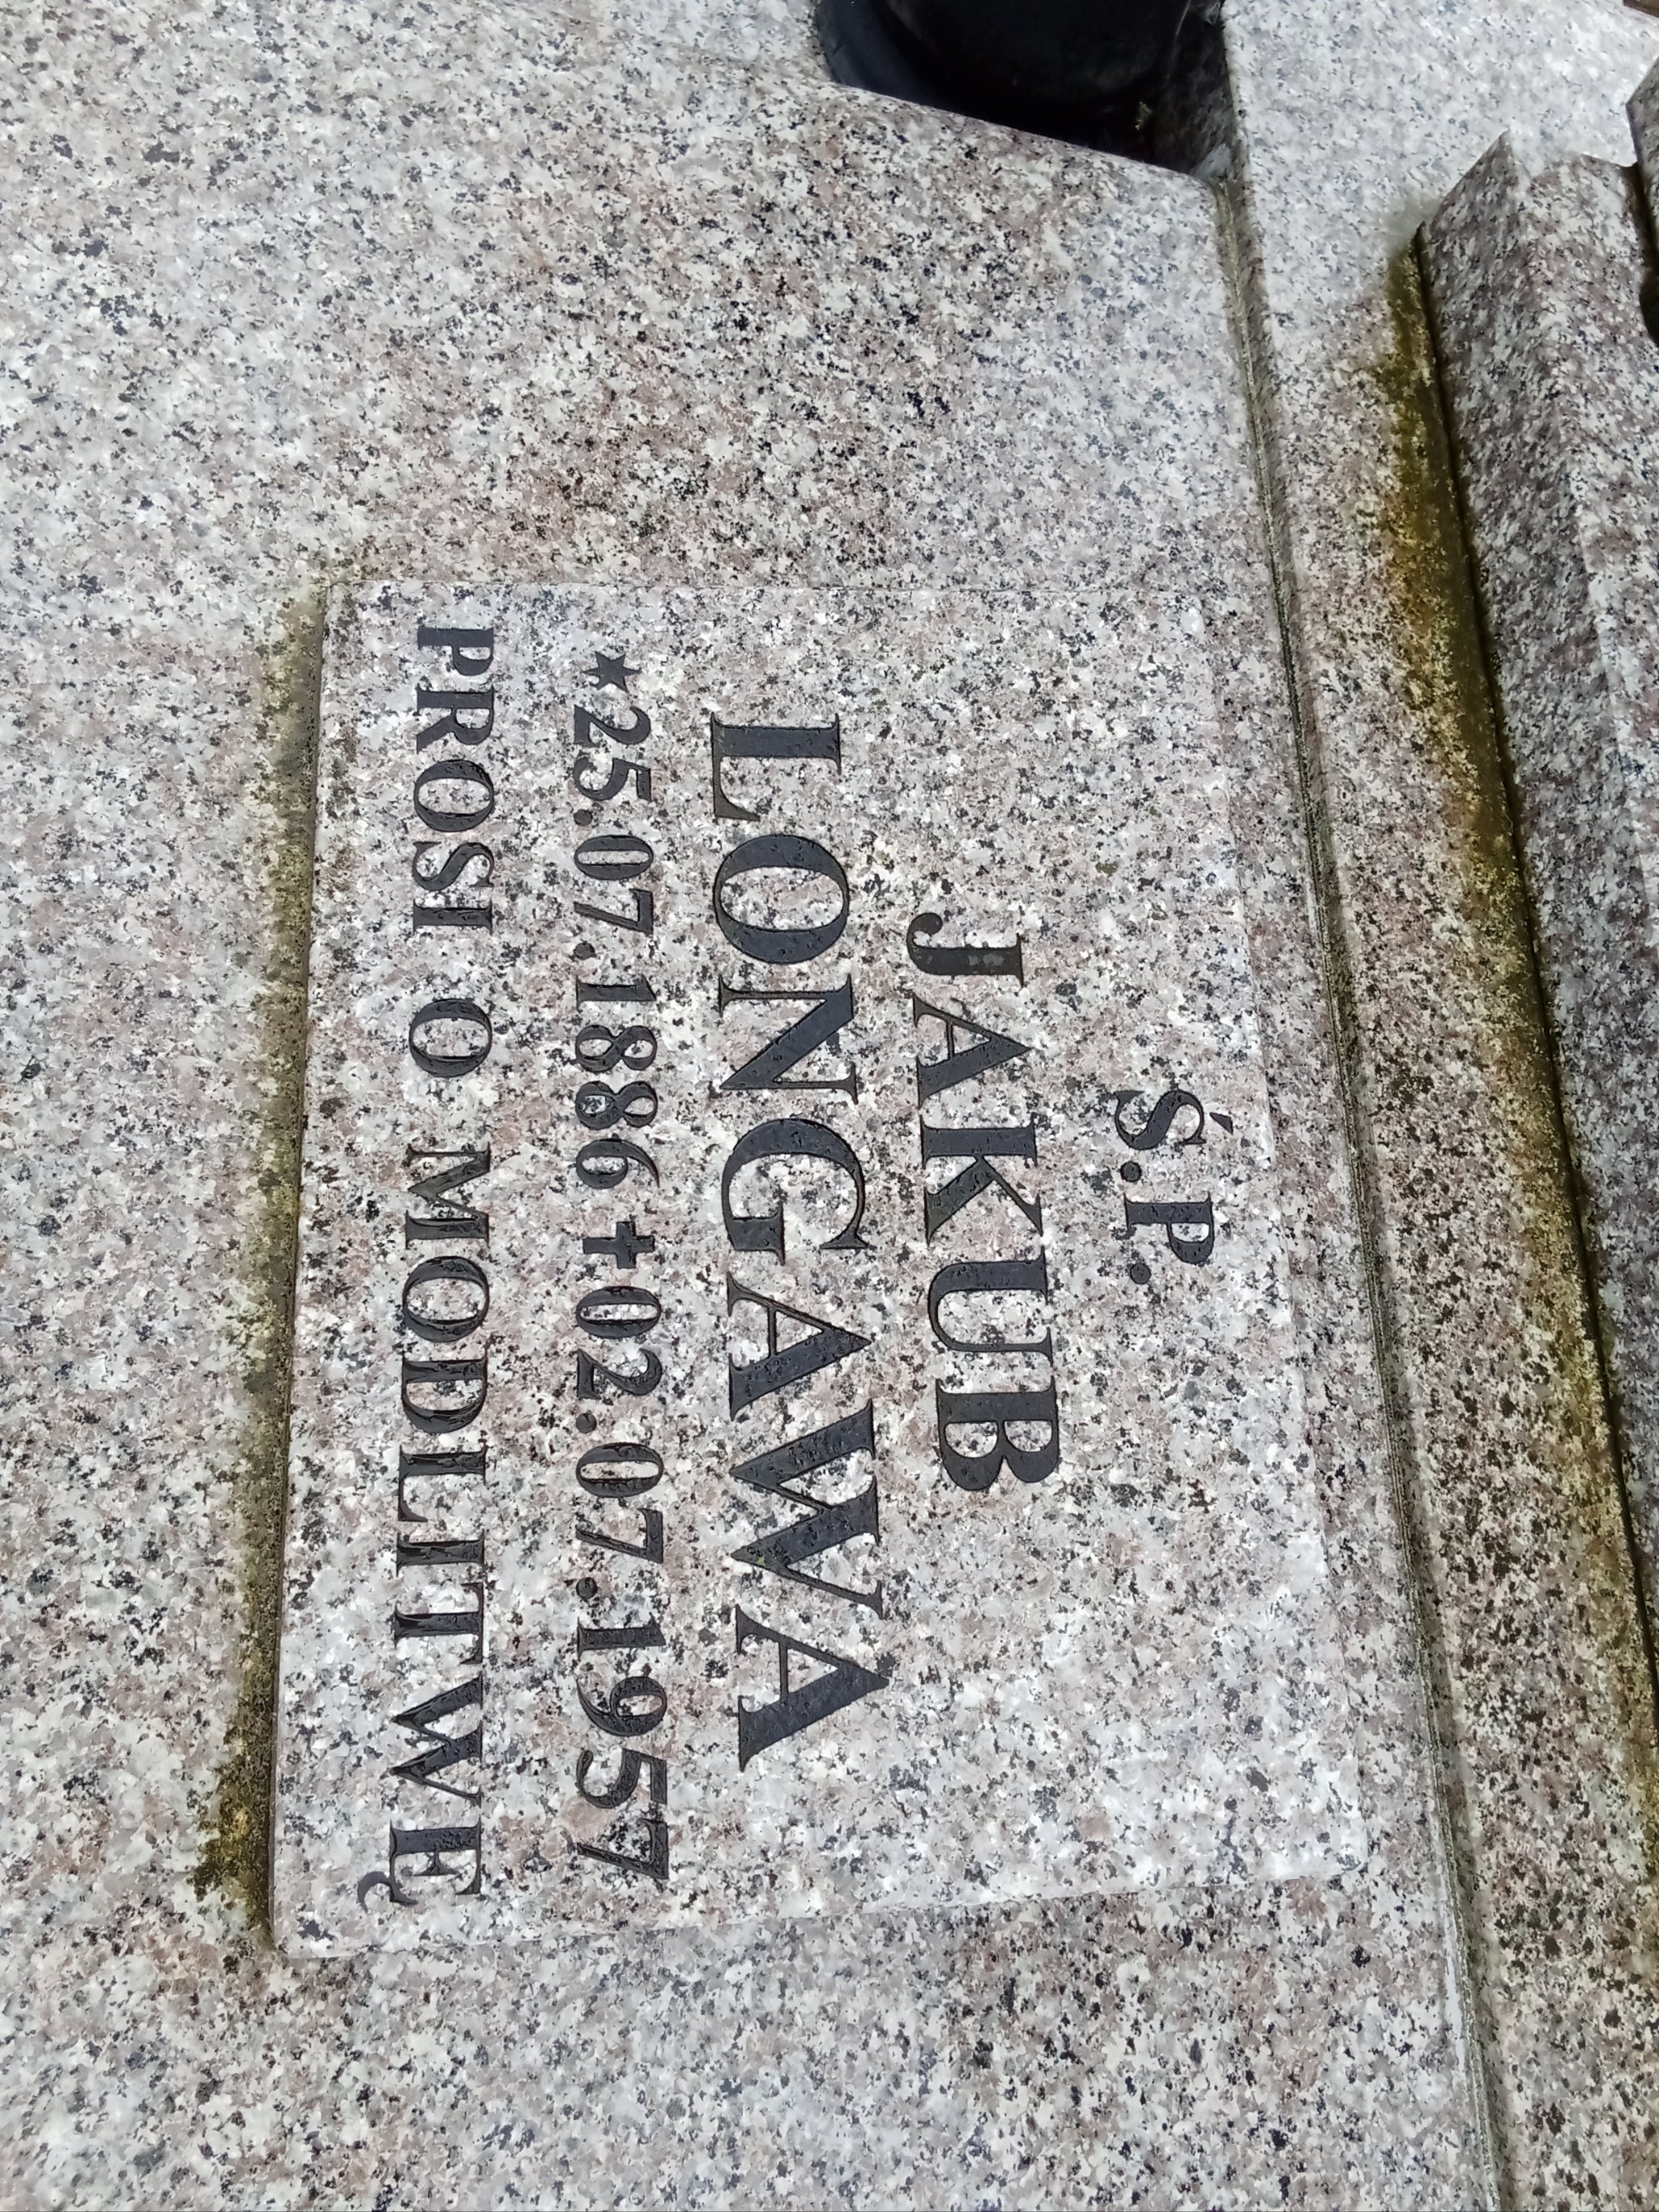 Ś.P.
JAKUB
LONGAWA
*25.07.1886 +02.07.1957
PROSI O MODLITWĘ